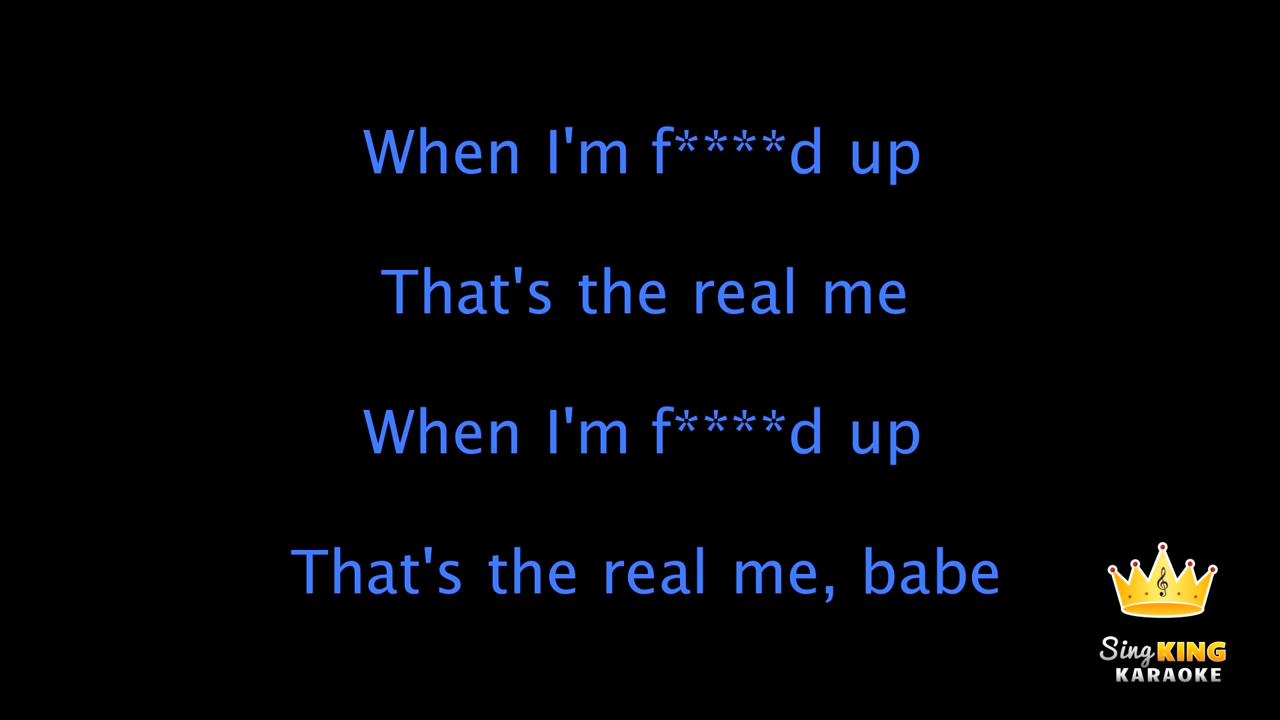 When I'm f****d up
That's the real me
When I'm f****d up
That's the real me, babe
Sing KING
KARAOKE